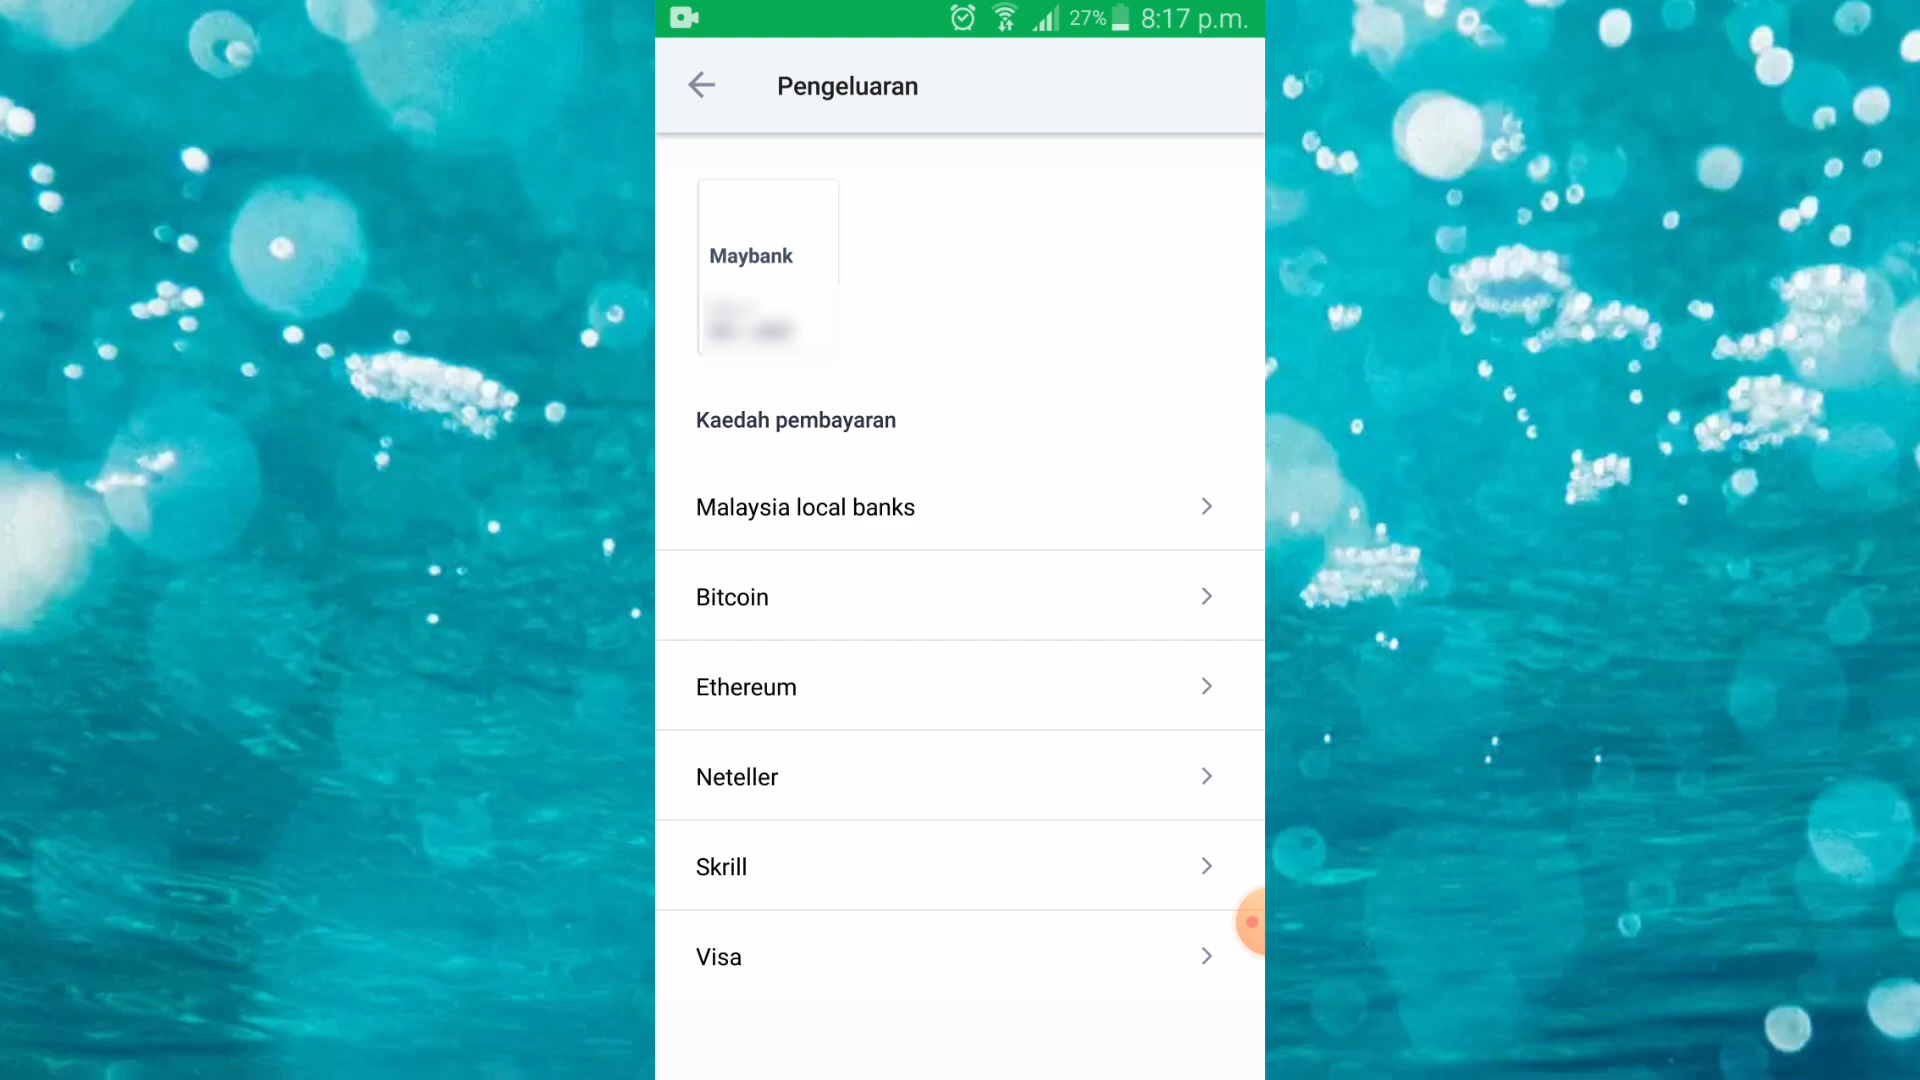 27% 8:17 p.m.
Pengeluaran
Maybank
Kaedah pembayaran
Malaysia local banks
Bitcoin
Ethereum
Neteller
Skrill
Visa